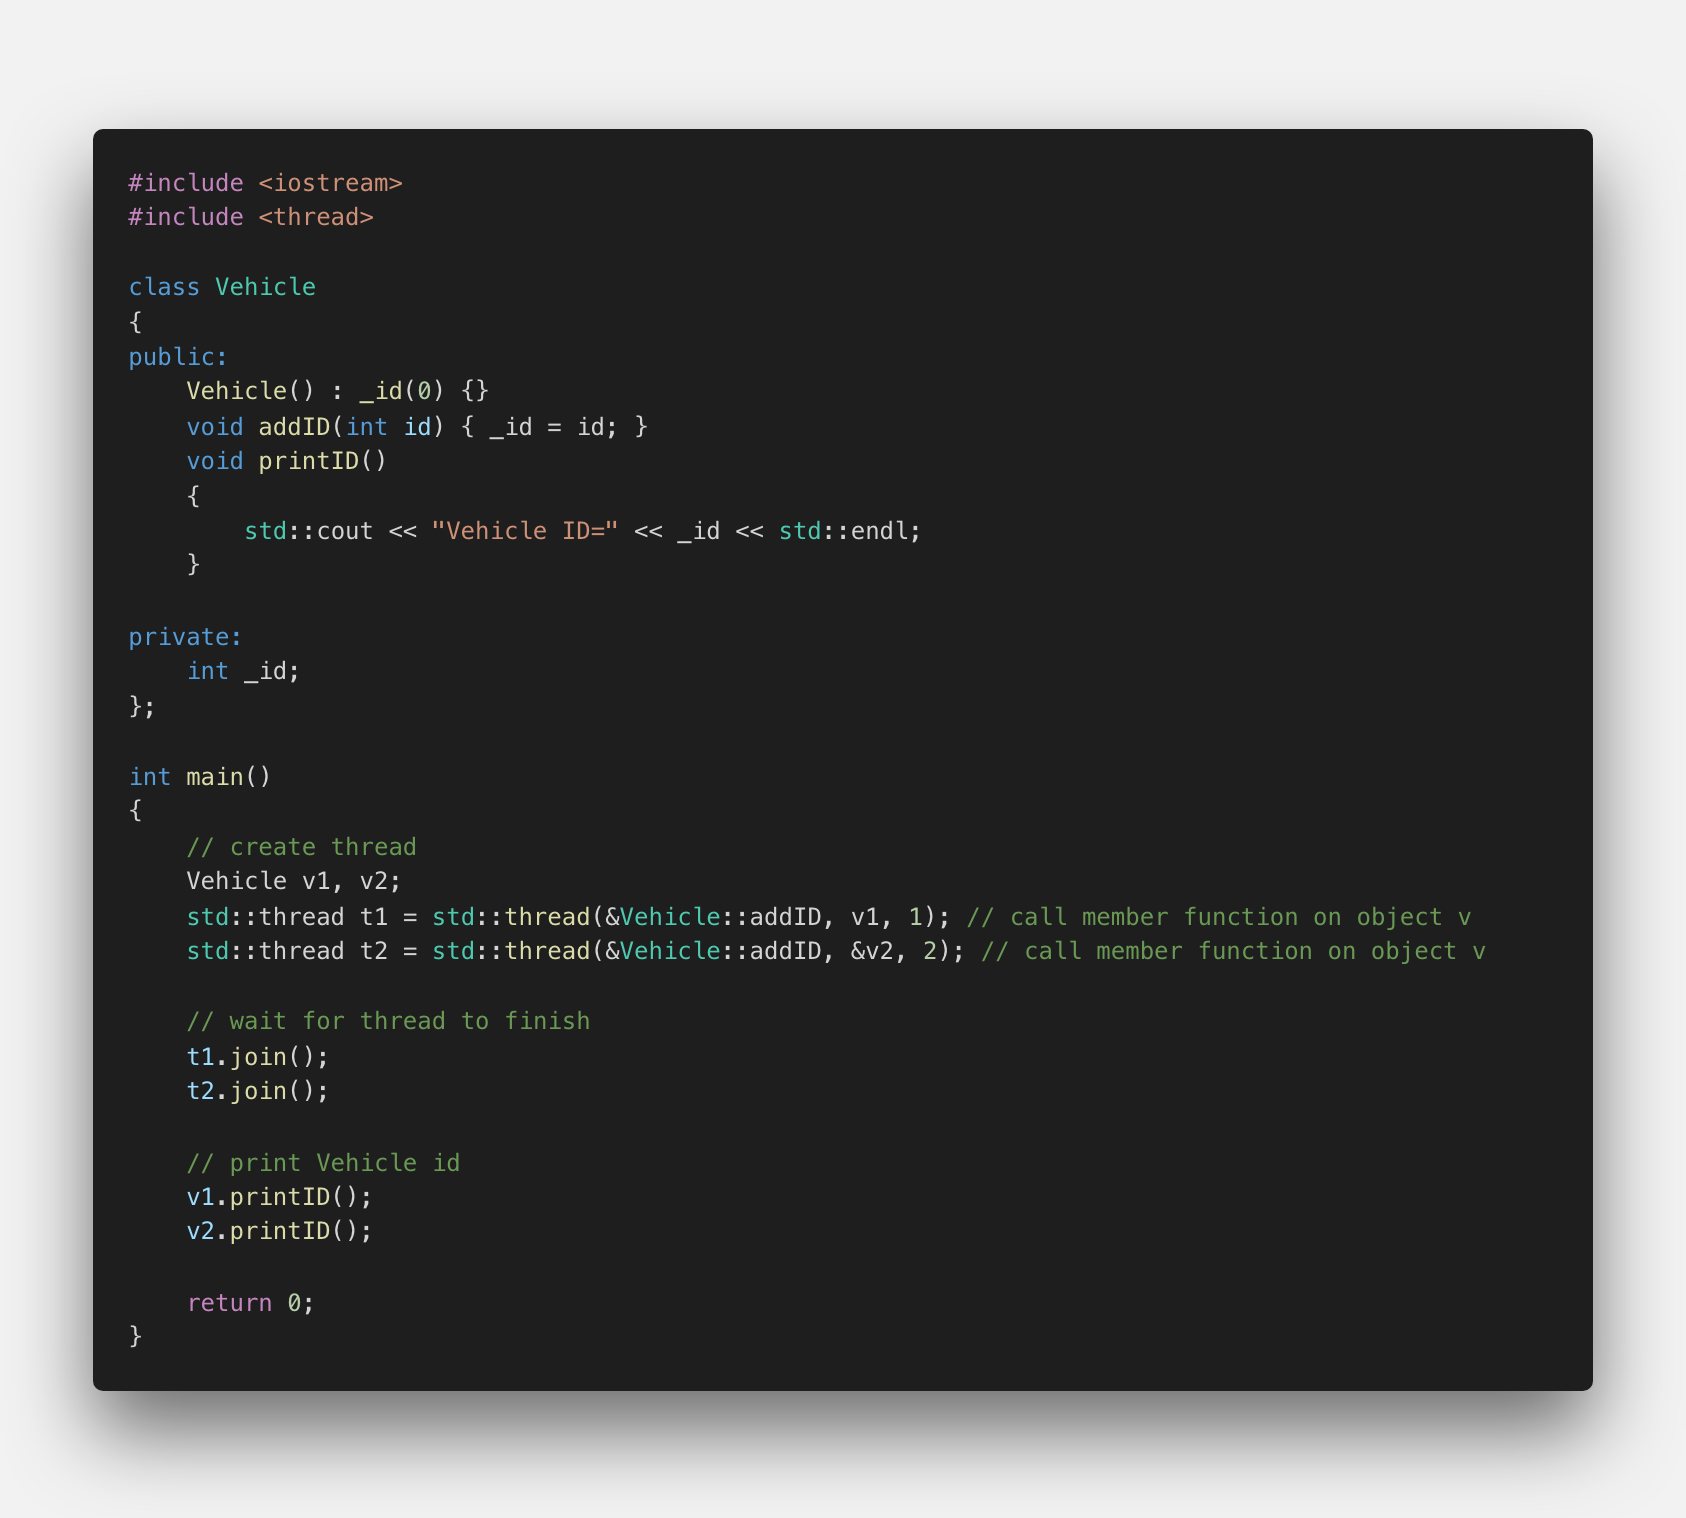 #include <iostream>
#include <thread>
class Vehicle
{
public:
    Vehicle() : _id(0) {}
    void addID(int id) { _id = id; }
    void printID()
    {
        std::cout << "Vehicle ID=" << _id << std::endl;
    }
private:
    int _id;
};
int main()
{
    // create thread
    Vehicle v1, v2;
    std::thread t1 = std::thread(&Vehicle::addID, v1, 1); // call member function on object v
    std::thread t2 = std::thread(&Vehicle::addID, &v2, 2); // call member function on object v
    // wait for thread to finish
    t1.join();
    t2.join();
    // print Vehicle id
    v1.printID();
    v2.printID();
    return 0;
}